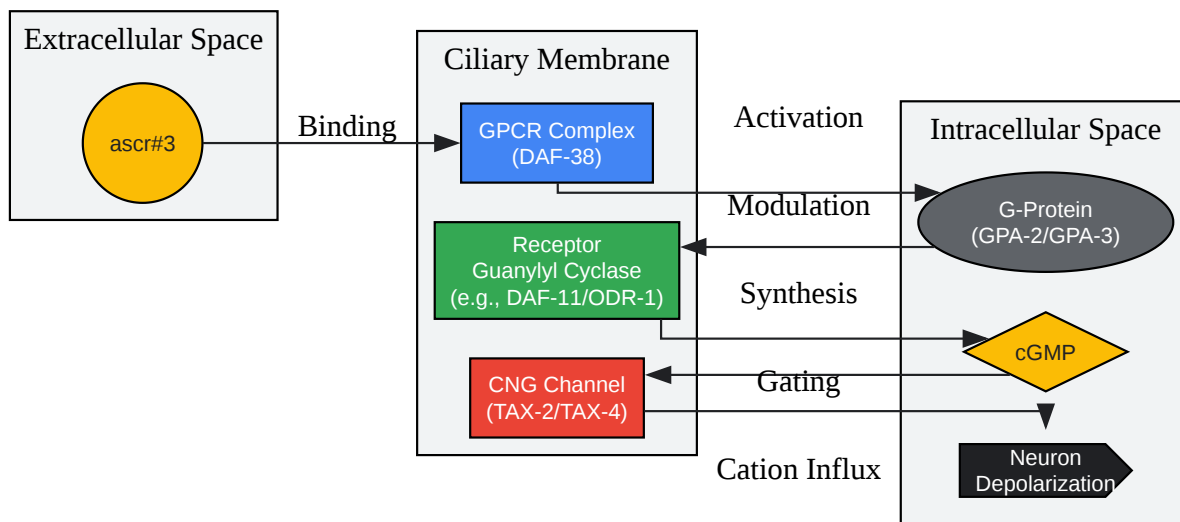 Extracellular Space
ascr#3
Binding
Ciliary Membrane
GPCR Complex
(DAF-38)
Activation
Intracellular Space
G-Protein
(GPA-2/GPA-3)
Modulation
Receptor
Guanylyl Cyclase
(e.g., DAF-11/ODR-1)
Synthesis
cGMP
Gating
CNG Channel
(TAX-2/TAX-4)
Cation Influx
Neuron
Depolarization